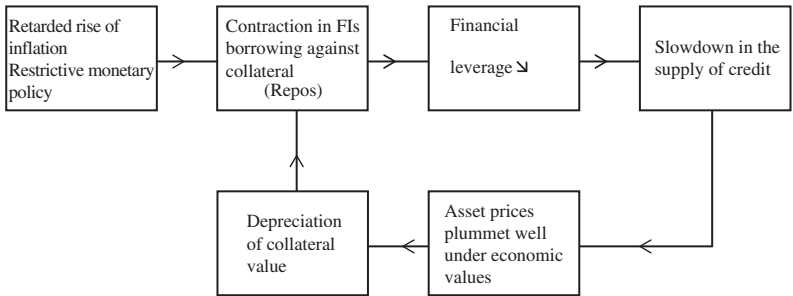 Retarded rise of
inflation
Restrictive monetary
policy
Contraction in FIs
borrowing against
collateral
(Repos)
Financial
leverage ↘
Slowdown in the
supply of credit
Asset prices
plummet well
under economic
values
Depreciation
of collateral
value